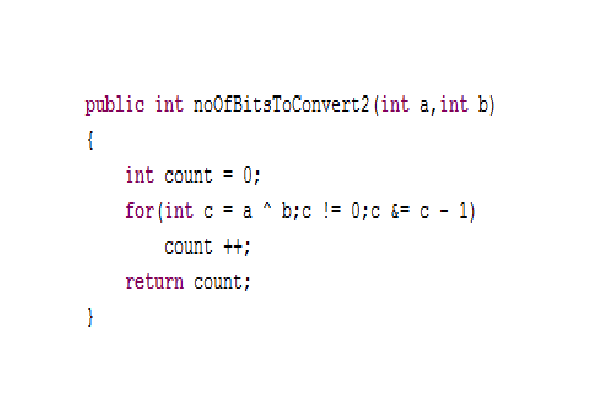 public int noOfBitsToConvert2(int a,int b)
{
int count = 0;
for(int c = a ^ b;c != 0;c &= c - 1)
count ++;
return count;
}